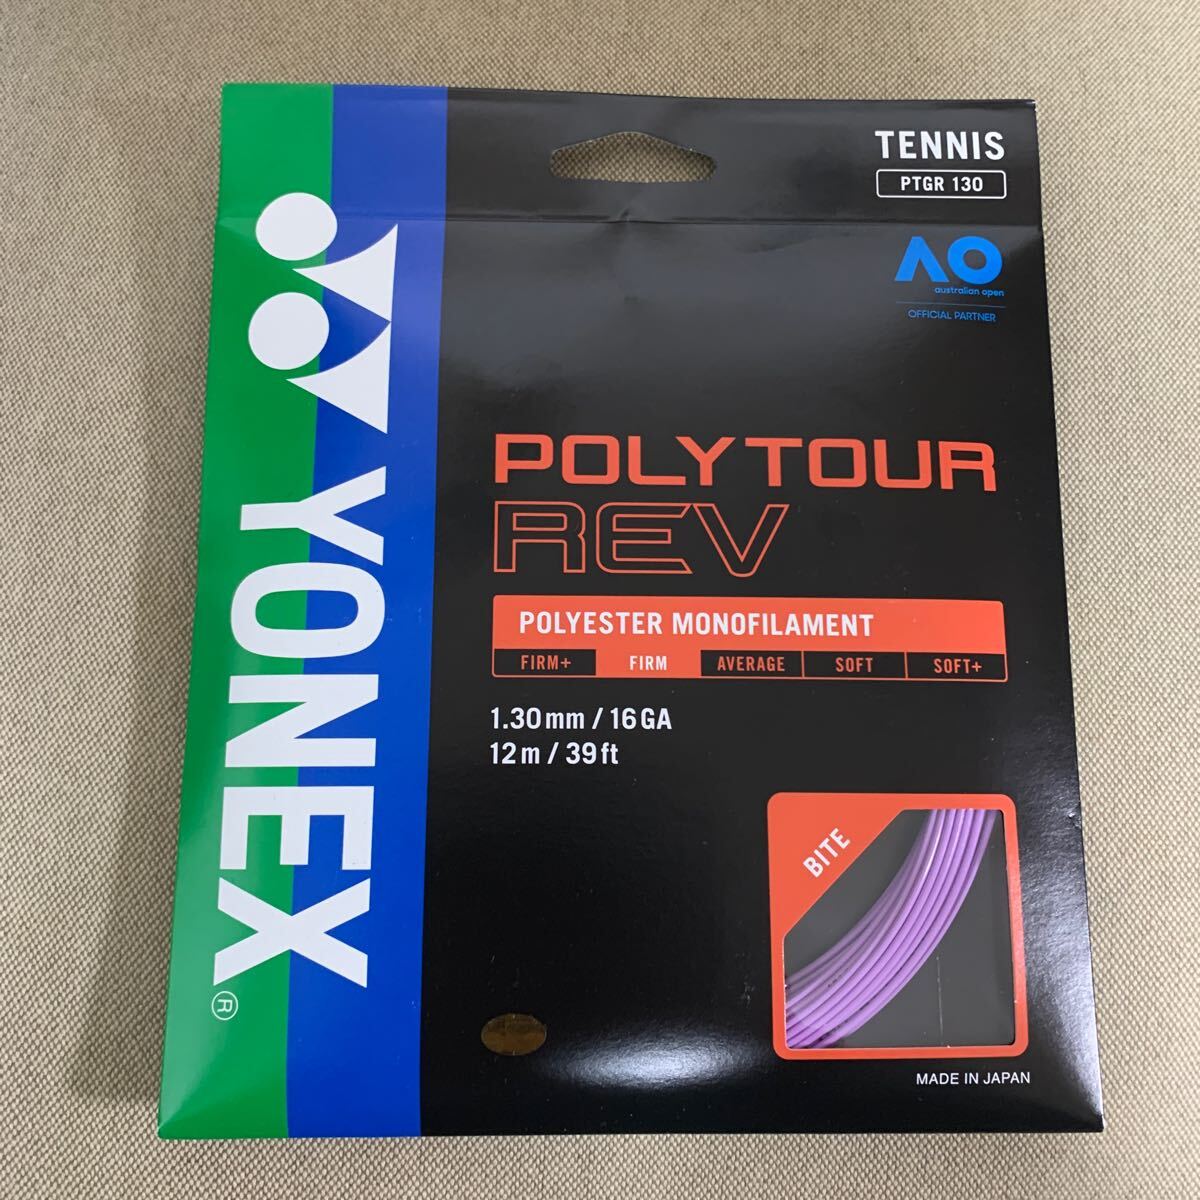 TENNIS
PTGR 130
AO
australian open
OFFICIAL PARTNER
YONEX®
POLYTOUR
REV
POLYESTER MONOFILAMENT
FIRM+ FIRM AVERAGE SOFT SOFT+
1.30mm / 16GA
12m / 39ft
BITE
MADE IN JAPAN